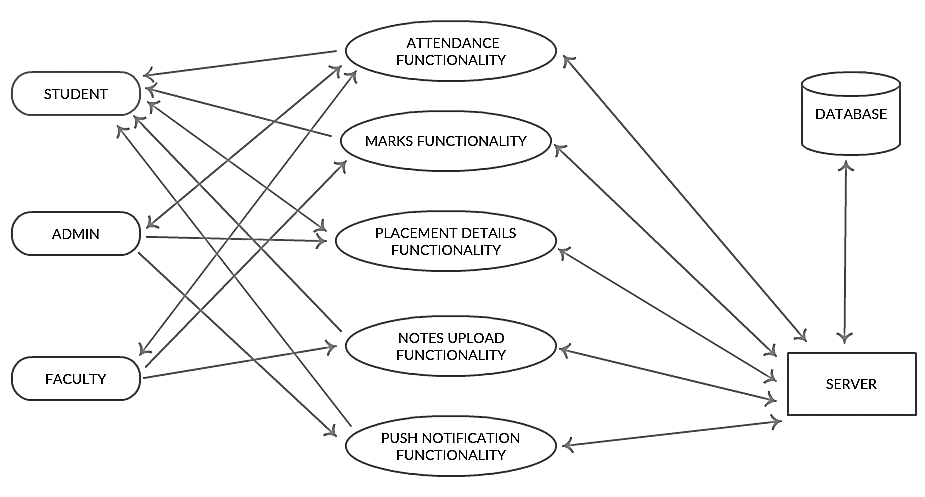 ATTENDANCE
FUNCTIONALITY
STUDENT
DATABASE
MARKS FUNCTIONALITY
ADMIN
PLACEMENT DETAILS
FUNCTIONALITY
NOTES UPLOAD
FUNCTIONALITY
FACULTY
SERVER
PUSH NOTIFICATION
FUNCTIONALITY